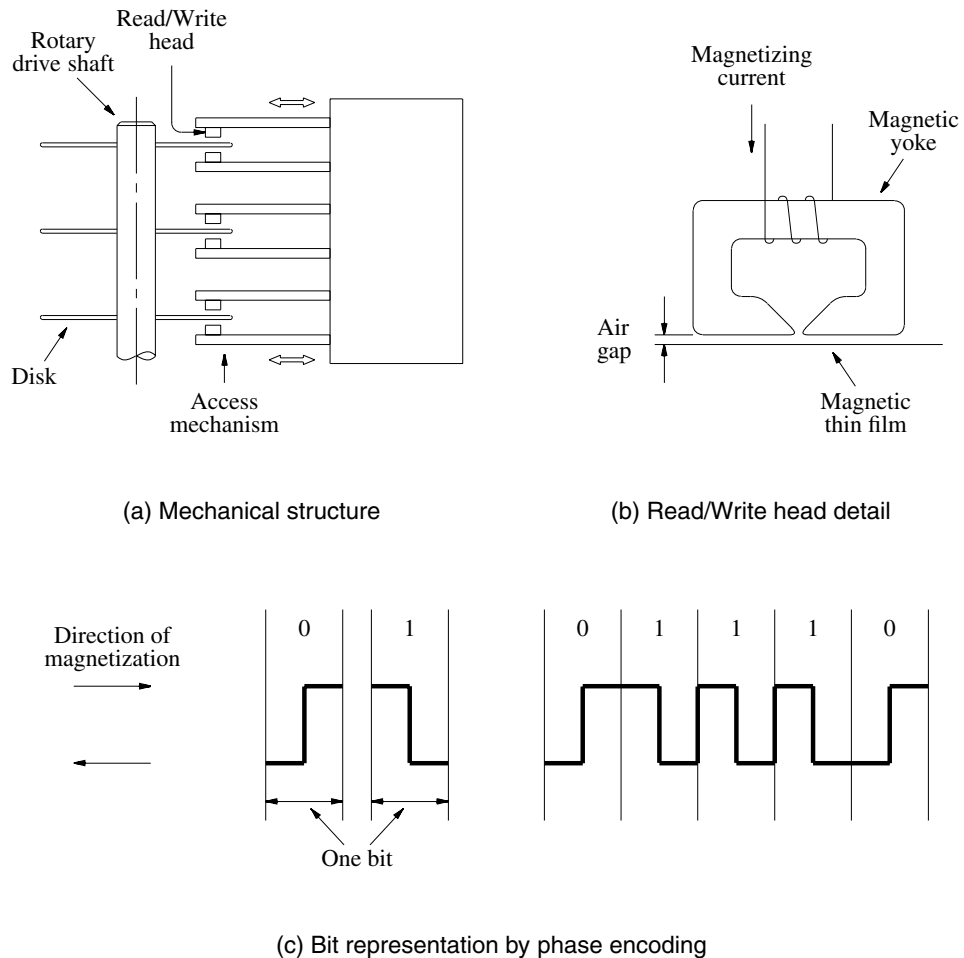 Read/Write
head
Rotary
drive shaft
Disk
Access
mechanism
Magnetizing
current
Magnetic
yoke
Air
gap
Magnetic
thin film
(a) Mechanical structure
(b) Read/Write head detail
Direction of
magnetization
0 1
0 1 1 1 0
One bit
(c) Bit representation by phase encoding